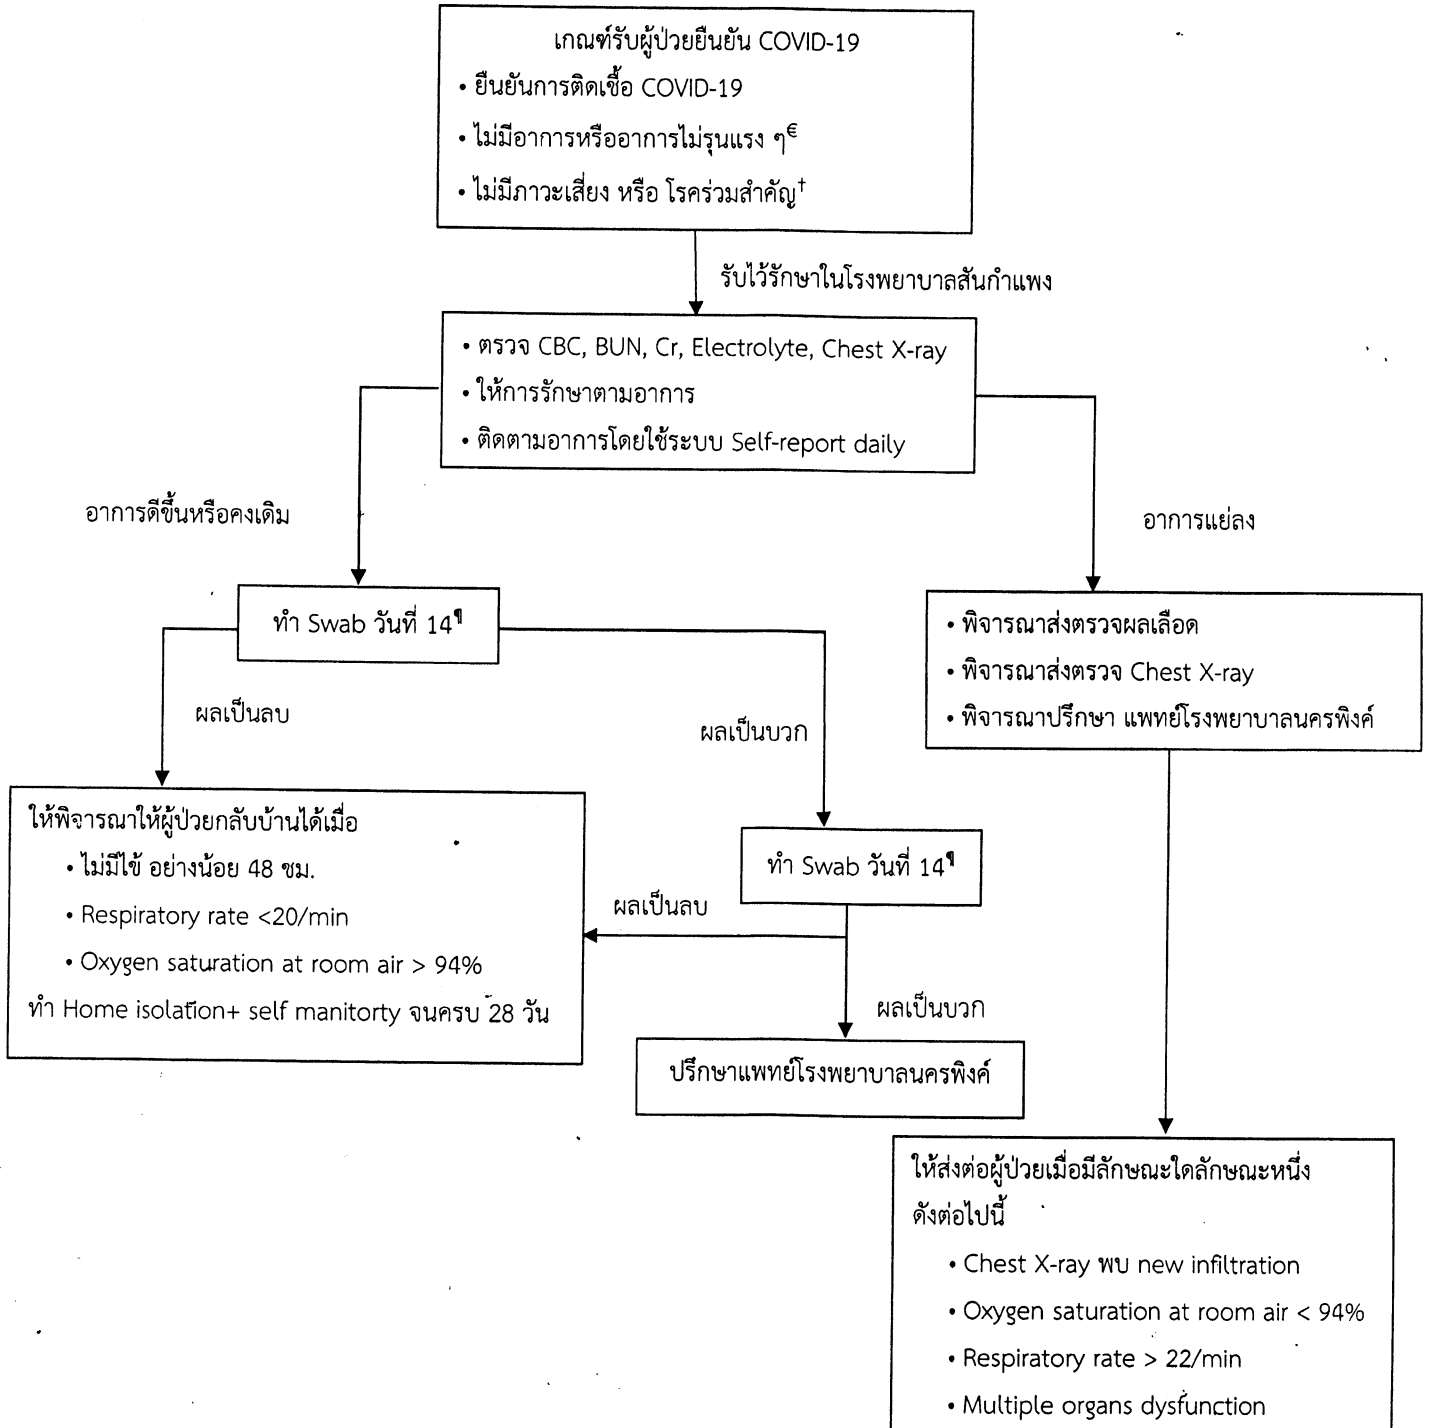 เกณฑ์รับผู้ป่วยยืนยัน COVID-19
• ยืนยันการติดเชื้อ COVID-19
• ไม่มีอาการหรืออาการไม่รุนแรง ๆ€
• ไม่มีภาวะเสี่ยง หรือ โรคร่วมสำคัญ†
รับไว้รักษาในโรงพยาบาลสันกำแพง
• ตรวจ CBC, BUN, Cr, Electrolyte, Chest X-ray
• ให้การรักษาตามอาการ
• ติดตามอาการโดยใช้ระบบ Self-report daily
อาการดีขึ้นหรือคงเดิม
อาการแย่ลง
ทำ Swab วันที่ 14¶
• พิจารณาส่งตรวจผลเลือด
• พิจารณาส่งตรวจ Chest X-ray
• พิจารณาปรึกษา แพทย์โรงพยาบาลนครพิงค์
ผลเป็นลบ
ผลเป็นบวก
ให้พิจารณาให้ผู้ป่วยกลับบ้านได้เมื่อ
• ไม่มีไข้ อย่างน้อย 48 ชม.
• Respiratory rate <20/min
• Oxygen saturation at room air > 94%
ทำ Home isolation+ self manitorty จนครบ 28 วัน
ทำ Swab วันที่ 14¶
ผลเป็นลบ
ผลเป็นบวก
ปรึกษาแพทย์โรงพยาบาลนครพิงค์
ให้ส่งต่อผู้ป่วยเมื่อมีลักษณะใดลักษณะหนึ่ง
ดังต่อไปนี้
• Chest X-ray พบ new infiltration
• Oxygen saturation at room air < 94%
• Respiratory rate > 22/min
• Multiple organs dysfunction